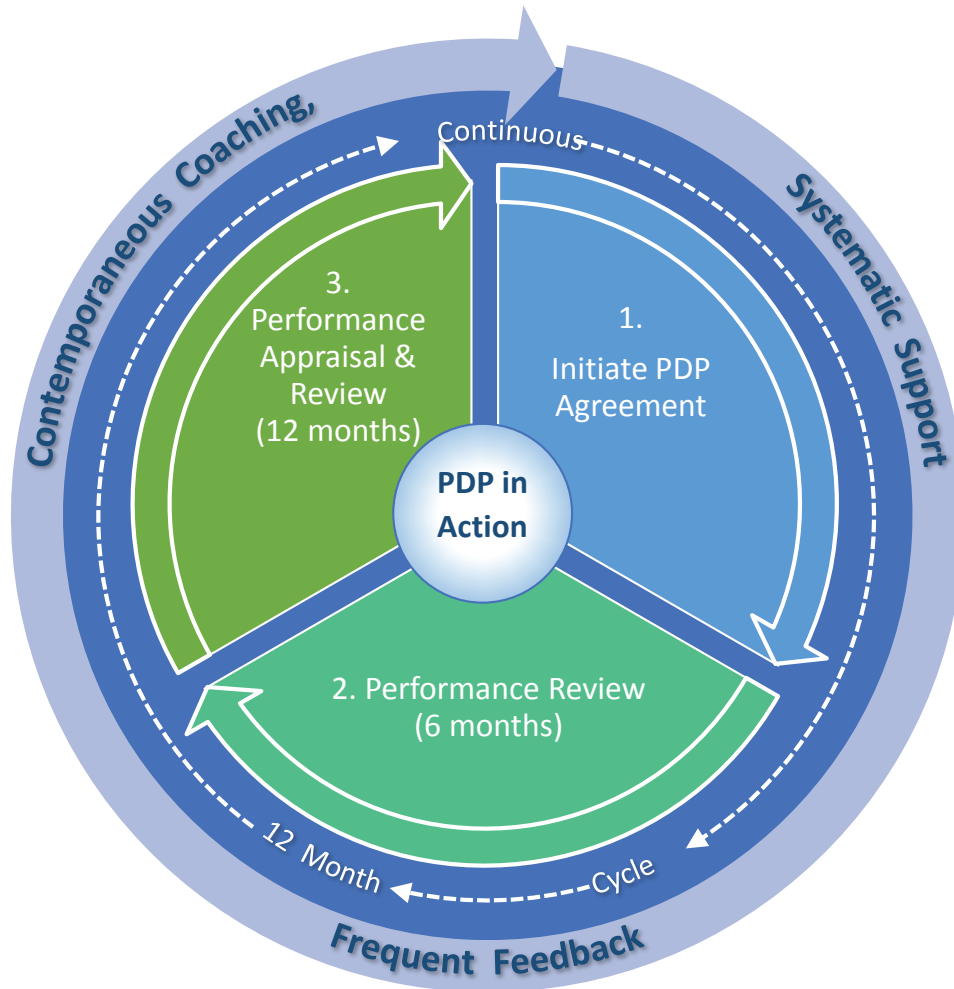 Contemporaneous Coaching,
Systematic Support
Frequent Feedback
Continuous
Cycle
12 Month
1.
Initiate PDP
Agreement
2. Performance Review
(6 months)
3.
Performance
Appraisal &
Review
(12 months)
PDP in
Action